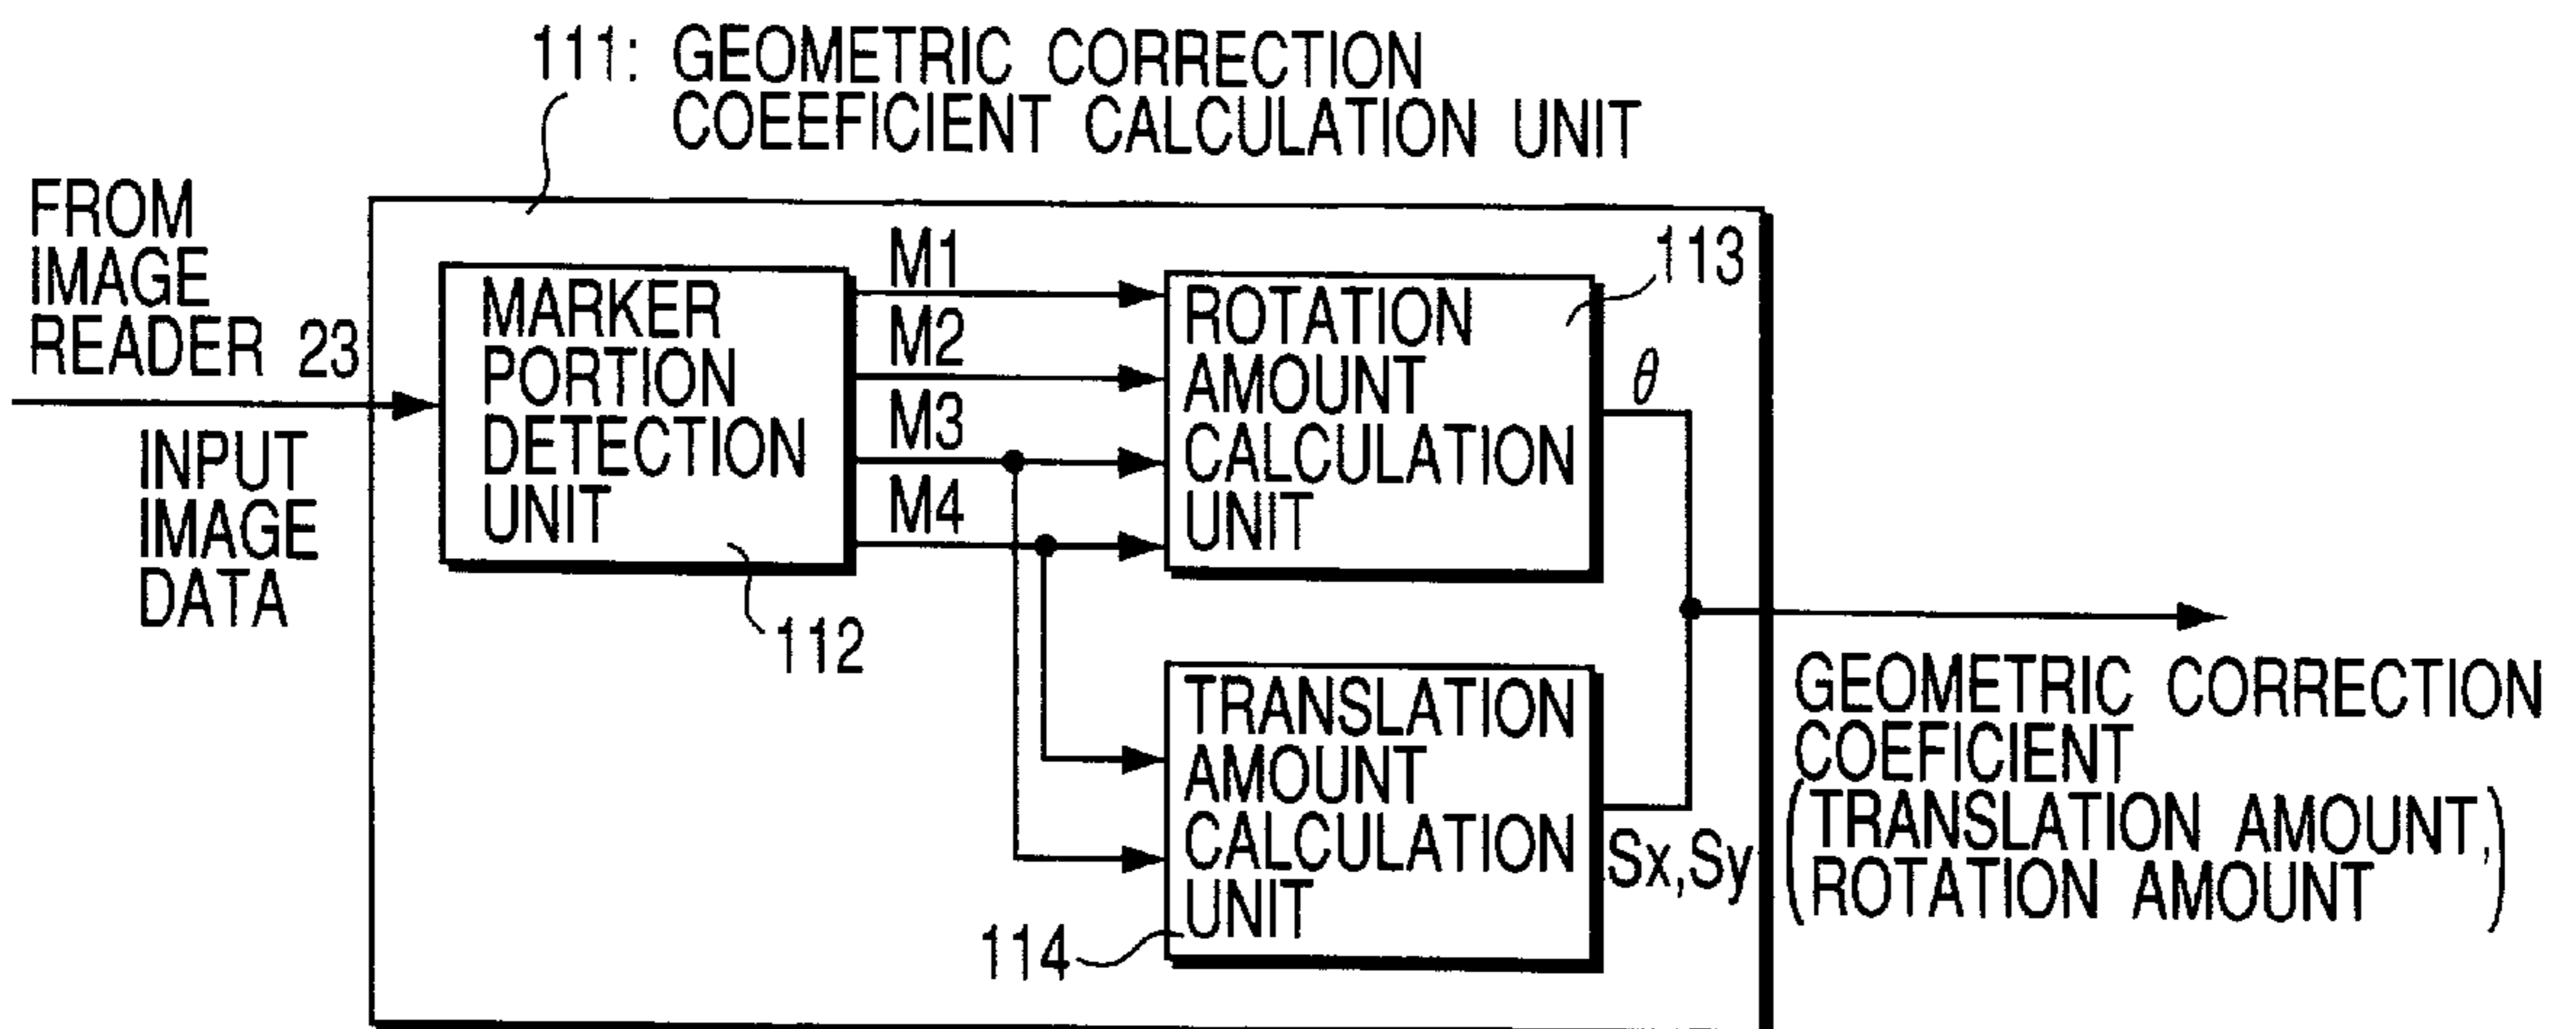 111: GEOMETRIC CORRECTION
COEEFICIENT CALCULATION UNIT
FROM
IMAGE
READER 23
INPUT
IMAGE
DATA
MARKER
PORTION
DETECTION
UNIT
112
M1
M2
M3
M4
ROTATION
AMOUNT
CALCULATION
UNIT
113
θ
TRANSLATION
AMOUNT
CALCULATION
UNIT
114
Sx,Sy
GEOMETRIC CORRECTION
COEFICIENT
(TRANSLATION AMOUNT,
ROTATION AMOUNT)